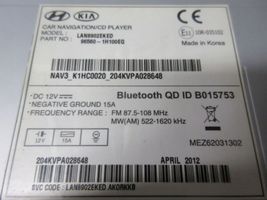 KIA
CAR NAVIGATION/CD PLAYER
MODEL : LAN8902EKED
PART NO : 96560-1H100EQ
Made in Korea
NAV3_K1HC0020_204KVPA028648
*DC 12V
*NEGATIVE GROUND 15A
*FREQUENCY RANGE : FM 87.5-108 MHz
MW(AM) 522-1620 kHz
Bluetooth QD ID B015753
MEZ62031302
12V
15A
204KVPA028648
APRIL 2012
SVC CODE : LAN8902EKED AKORKKB